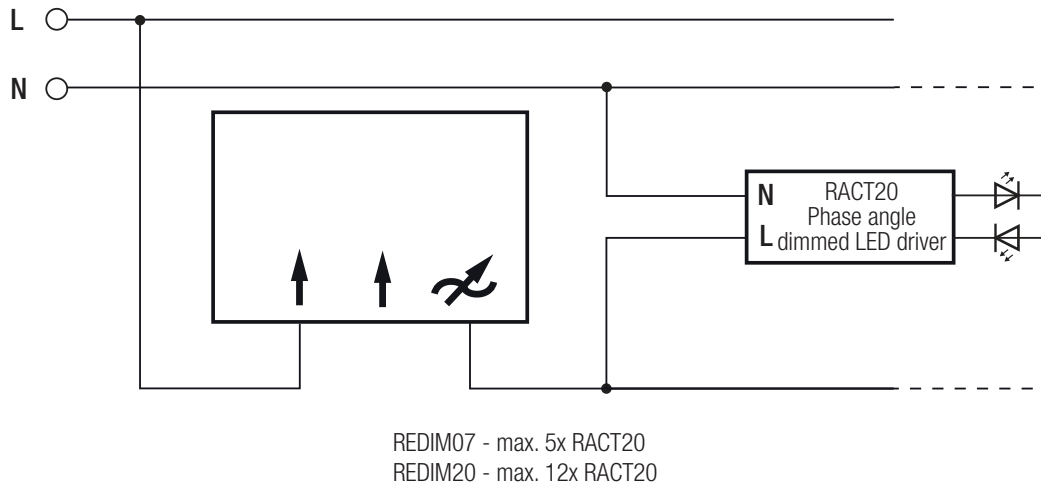 L
N
N
L
RACT20
Phase angle
dimmed LED driver
REDIM07 - max. 5x RACT20
REDIM20 - max. 12x RACT20